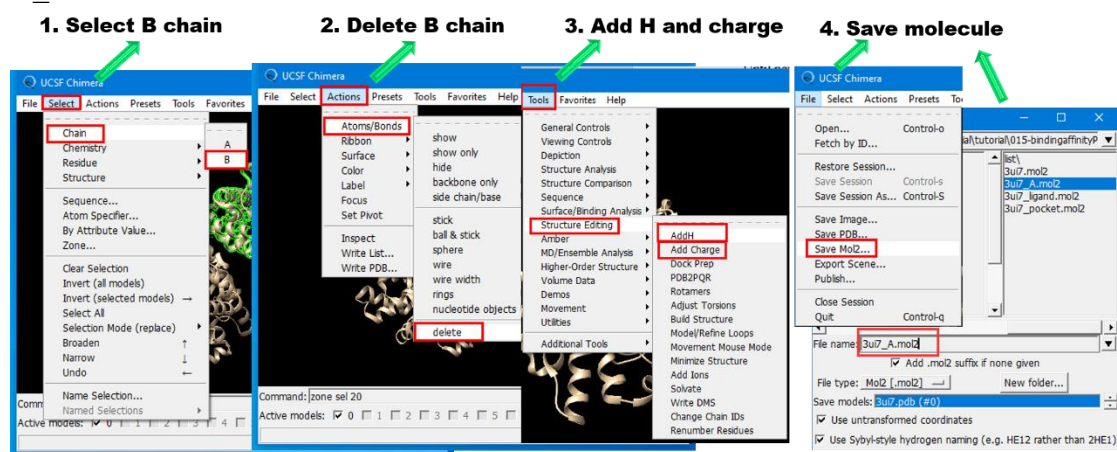 1. Select B chain
2. Delete B chain
3. Add H and charge
4. Save molecule
UCSF Chimera
File Select Actions Presets Tools Favorites
Chain
Chemistry
Residue
Structure
Sequence...
Atom Specifier...
By Attribute Value...
Zone...
Clear Selection
Invert (all models)
Invert (selected models) →
Select All
Selection Mode (replace)
Broaden ↑
Narrow ↓
Undo ←
Name Selection...
Named Selections
A
B
Active models: 0 1 2 3 4
UCSF Chimera
File Select Actions Presets Tools Favorites Help
Atoms/Bonds
Ribbon
Surface
Color
Label
Focus
Set Pivot
Inspect
Write List...
Write PDB...
show
show only
hide
backbone only
side chain/base
stick
ball & stick
sphere
wire
wire width
rings
nucleotide objects
delete
Command: zone sel 20
Active models: 0 1 2 3 4 5
Tools Favorites Help
General Controls
Viewing Controls
Depiction
Structure Analysis
Structure Comparison
Sequence
Surface/Binding Analysis
Structure Editing
Amber
MD/Ensemble Analysis
Higher-Order Structure
Volume Data
Demos
Movement
Utilities
Additional Tools
AddH
Add Charge
Dock Prep
PDB2PQR
Rotamers
Adjust Torsions
Build Structure
Model/Refine Loops
Movement Mouse Mode
Minimize Structure
Add Ions
Solvate
Write DMS
Change Chain IDs
Renumber Residues
UCSF Chimera
File Select Actions Presets
Open... Control-o
Fetch by ID...
Restore Session...
Save Session Control-s
Save Session As... Control-S
Save Image...
Save PDB...
Save Mol2...
Export Scene...
Publish...
Close Session
Quit Control-q
ial\tutorial\015-bindingaffinityP
list\
3ui7.mol2
3ui7_A.mol2
3ui7_ligand.mol2
3ui7_pocket.mol2
File name: 3ui7_A.mol2
Add .mol2 suffix if none given
File type: Mol2 [.mol2] New folder...
Save models: 3ui7.pdb (#0)
Use untransformed coordinates
Use Sybyl-style hydrogen naming (e.g. HE12 rather than 2HE1)